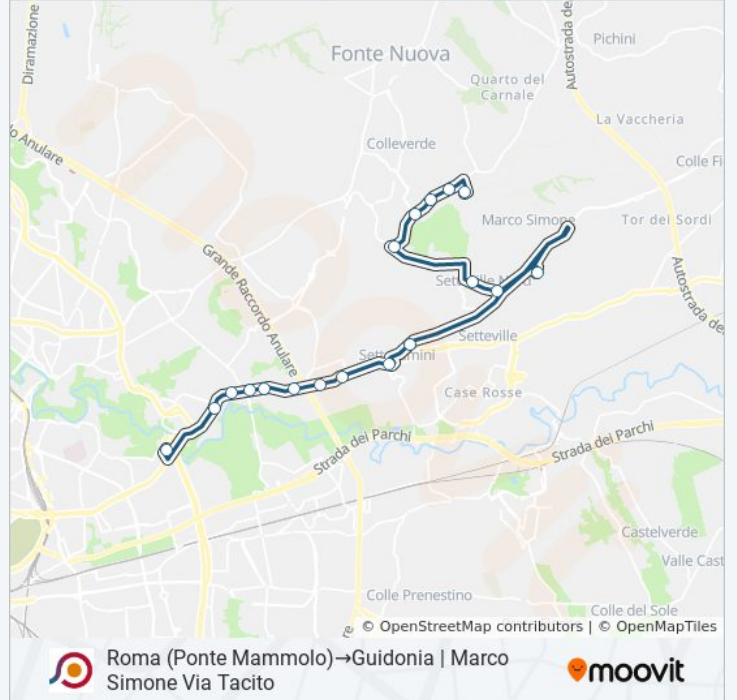 Diramazione
Fonte Nuova
Autostrada de
Pichini
Quarto del
Carnale
La Vaccheria
do Anulare
Colleverde
Colle Fi
Marco Simone
Tor dei Sordi
Grande Raccordo Anulare
Autostrada de
Setteville
Case Rosse
Strada dei Parchi
Strada dei Parchi
Castelverde
Valle Cast
Colle Prenestino
Colle del Sole
re
© OpenStreetMap contributors | © OpenMapTiles
Roma (Ponte Mammolo)→Guidonia | Marco
Simone Via Tacito
moovit